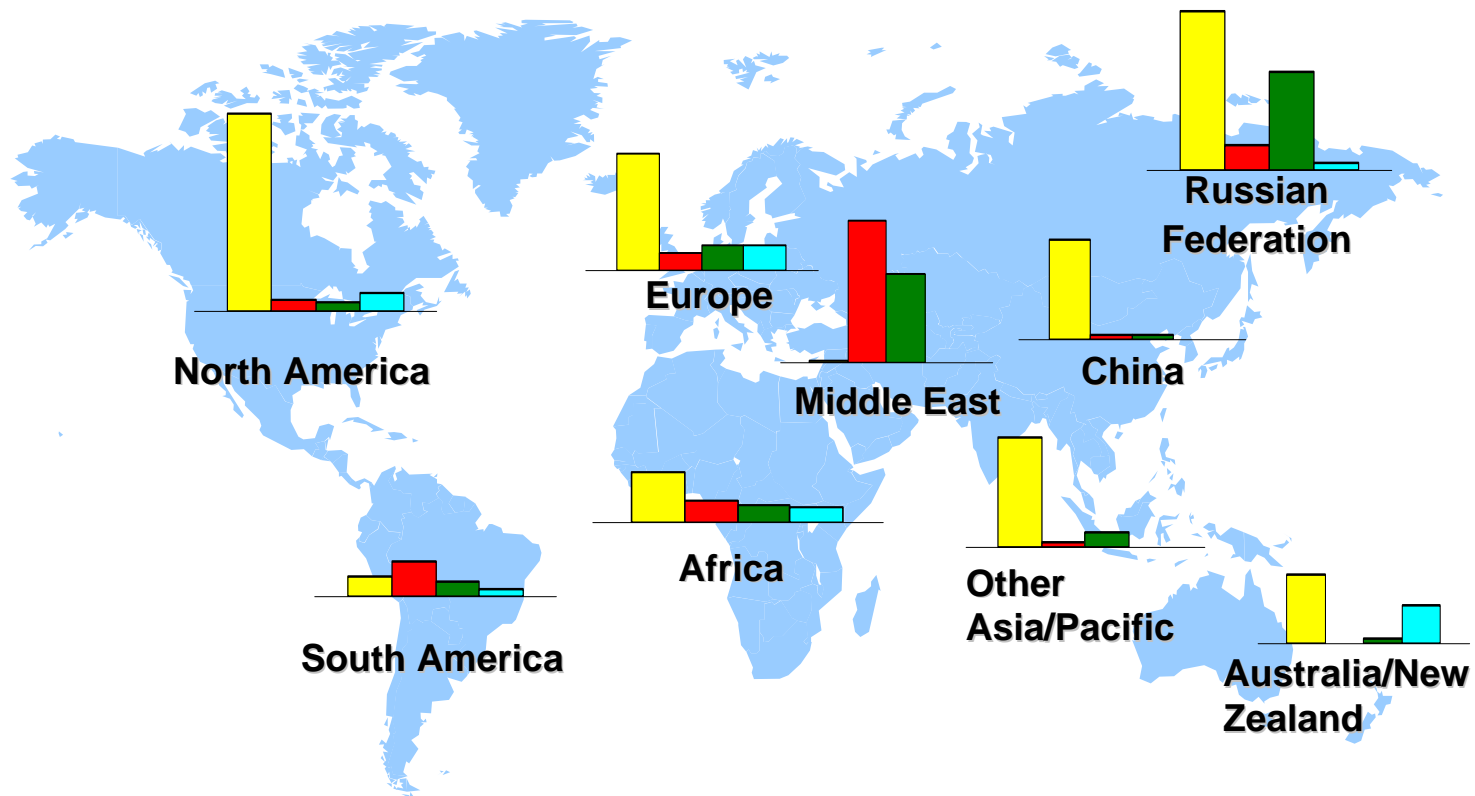 Russian
Federation
Europe
North America
China
Middle East
Africa
Other
Asia/Pacific
South America
Australia/New
Zealand